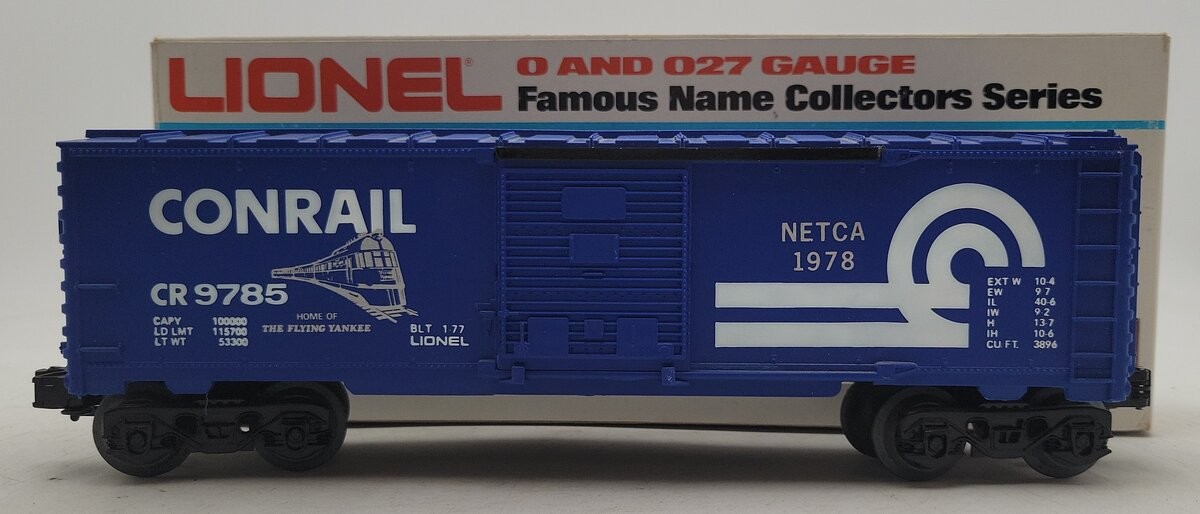 LIONEL®
O AND O27 GAUGE
Famous Name Collectors Series
CONRAIL
CR 9785
CAPY 100000
LD LMT 115700
LT WT 53300
HOME OF
THE FLYING YANKEE
BLT 1-77
LIONEL
NETCA
1978
EXT W 10-4
EW 9-7
IL 40-6
IW 9-2
H 13-7
IH 10-6
CU. FT. 3896